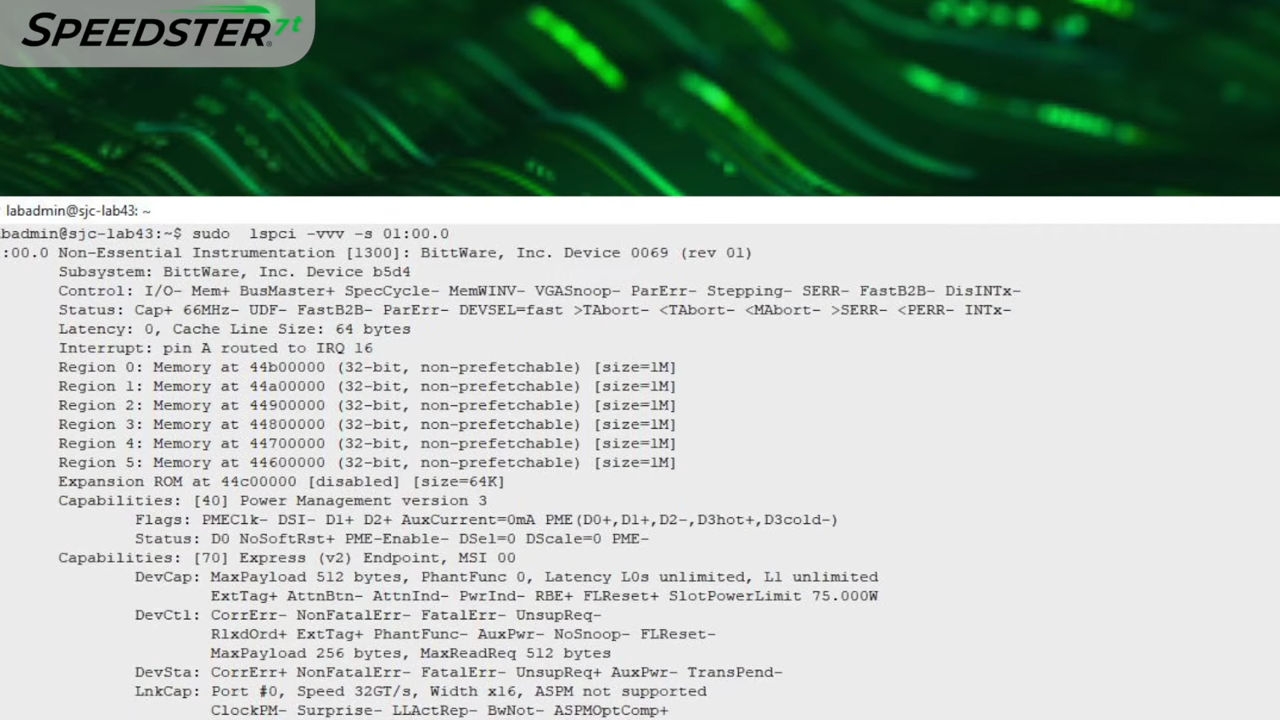 SPEEDSTER® 7t
labadmin@sjc-lab43: ~
abadmin@sjc-lab43:~$ sudo lspci -vvv -s 01:00.0
:00.0 Non-Essential Instrumentation [1300]: BittWare, Inc. Device 0069 (rev 01)
Subsystem: BittWare, Inc. Device b5d4
Control: I/O- Mem+ BusMaster+ SpecCycle- MemWINV- VGASnoop- ParErr- Stepping- SERR- FastB2B- DisINTx-
Status: Cap+ 66MHz- UDF- FastB2B- ParErr- DEVSEL=fast >TAbort- <TAbort- <MAbort- >SERR- <PERR- INTx-
Latency: 0, Cache Line Size: 64 bytes
Interrupt: pin A routed to IRQ 16
Region 0: Memory at 44b00000 (32-bit, non-prefetchable) [size=1M]
Region 1: Memory at 44a00000 (32-bit, non-prefetchable) [size=1M]
Region 2: Memory at 44900000 (32-bit, non-prefetchable) [size=1M]
Region 3: Memory at 44800000 (32-bit, non-prefetchable) [size=1M]
Region 4: Memory at 44700000 (32-bit, non-prefetchable) [size=1M]
Region 5: Memory at 44600000 (32-bit, non-prefetchable) [size=1M]
Expansion ROM at 44c00000 [disabled] [size=64K]
Capabilities: [40] Power Management version 3
Flags: PMEClk- DSI- D1+ D2+ AuxCurrent=0mA PME(D0+,D1+,D2-,D3hot+,D3cold-)
Status: D0 NoSoftRst+ PME-Enable- DSel=0 DScale=0 PME-
Capabilities: [70] Express (v2) Endpoint, MSI 00
DevCap: MaxPayload 512 bytes, PhantFunc 0, Latency L0s unlimited, L1 unlimited
ExtTag+ AttnBtn- AttnInd- PwrInd- RBE+ FLReset+ SlotPowerLimit 75.000W
DevCtl: CorrErr- NonFatalErr- FatalErr- UnsupReq-
RlxdOrd+ ExtTag+ PhantFunc- AuxPwr- NoSnoop- FLReset-
MaxPayload 256 bytes, MaxReadReq 512 bytes
DevSta: CorrErr+ NonFatalErr- FatalErr- UnsupReq+ AuxPwr- TransPend-
LnkCap: Port #0, Speed 32GT/s, Width x16, ASPM not supported
ClockPM- Surprise- LLActRep- BwNot- ASPMOptComp+